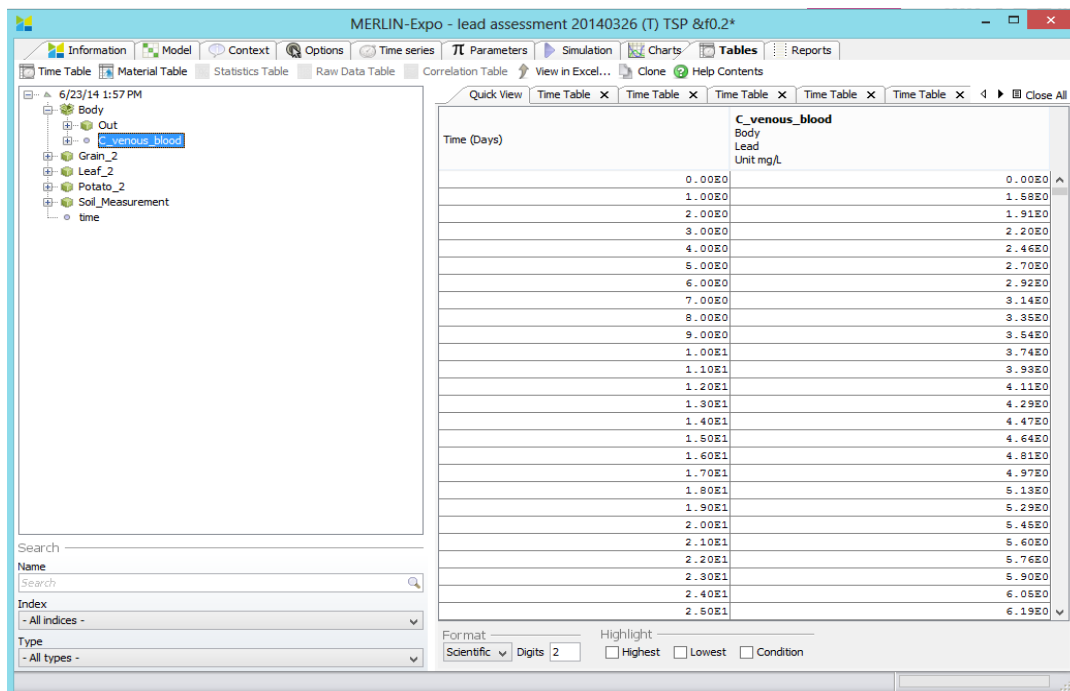 MERLIN-Expo - lead assessment 20140326 (T) TSP &f0.2*
Information Model Context Options Time series π Parameters Simulation Charts Tables Reports
Time Table Material Table Statistics Table Raw Data Table Correlation Table View in Excel... Clone Help Contents
6/23/14 1:57 PM
Body
Out
C_venous_blood
Grain_2
Leaf_2
Potato_2
Soil_Measurement
time
Search
Name
Search
Index
- All indices -
Type
- All types -
Quick View Time Table Time Table Time Table Time Table Time Table Close All
Time (Days)
C_venous_blood
Body
Lead
Unit mg/L
0.00E0 0.00E0
1.00E0 1.58E0
2.00E0 1.91E0
3.00E0 2.20E0
4.00E0 2.46E0
5.00E0 2.70E0
6.00E0 2.92E0
7.00E0 3.14E0
8.00E0 3.35E0
9.00E0 3.54E0
1.00E1 3.74E0
1.10E1 3.93E0
1.20E1 4.11E0
1.30E1 4.29E0
1.40E1 4.47E0
1.50E1 4.64E0
1.60E1 4.81E0
1.70E1 4.97E0
1.80E1 5.13E0
1.90E1 5.29E0
2.00E1 5.45E0
2.10E1 5.60E0
2.20E1 5.76E0
2.30E1 5.90E0
2.40E1 6.05E0
2.50E1 6.19E0
Format Highlight
Scientific Digits 2 Highest Lowest Condition